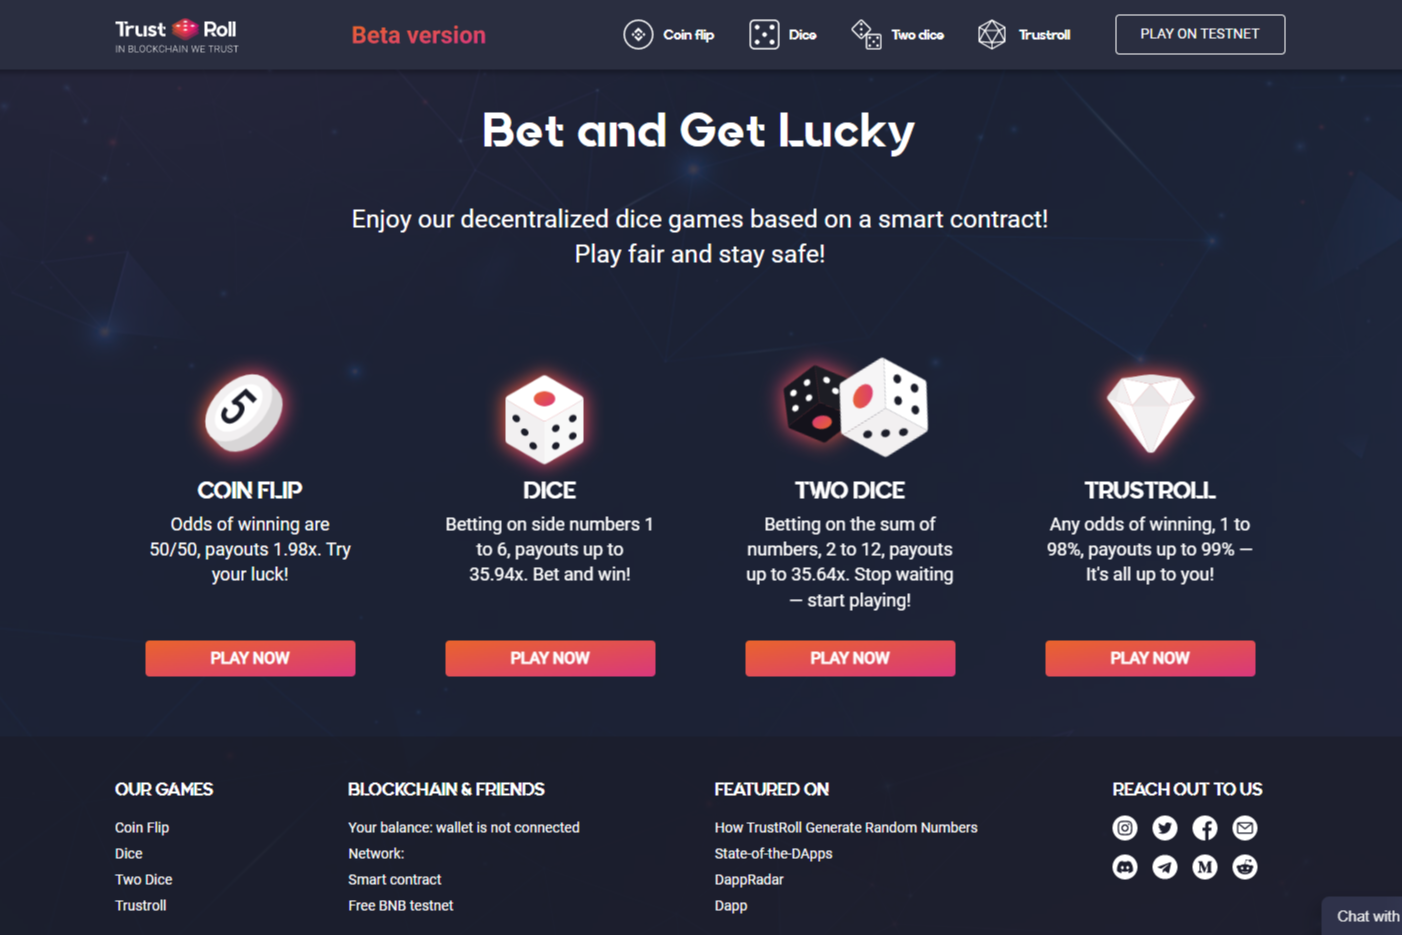 Trust Roll
IN BLOCKCHAIN WE TRUST
Beta version
Coin flip
Dice
Two dice
Trustroll
PLAY ON TESTNET
Bet and Get Lucky
Enjoy our decentralized dice games based on a smart contract!
Play fair and stay safe!
5
COIN FLIP
Odds of winning are
50/50, payouts 1.98x. Try
your luck!
PLAY NOW
DICE
Betting on side numbers 1
to 6, payouts up to
35.94x. Bet and win!
PLAY NOW
TWO DICE
Betting on the sum of
numbers, 2 to 12, payouts
up to 35.64x. Stop waiting
— start playing!
PLAY NOW
TRUSTROLL
Any odds of winning, 1 to
98%, payouts up to 99% —
It's all up to you!
PLAY NOW
OUR GAMES
Coin Flip
Dice
Two Dice
Trustroll
BLOCKCHAIN & FRIENDS
Your balance: wallet is not connected
Network:
Smart contract
Free BNB testnet
FEATURED ON
How TrustRoll Generate Random Numbers
State-of-the-DApps
DappRadar
Dapp
REACH OUT TO US
Chat with